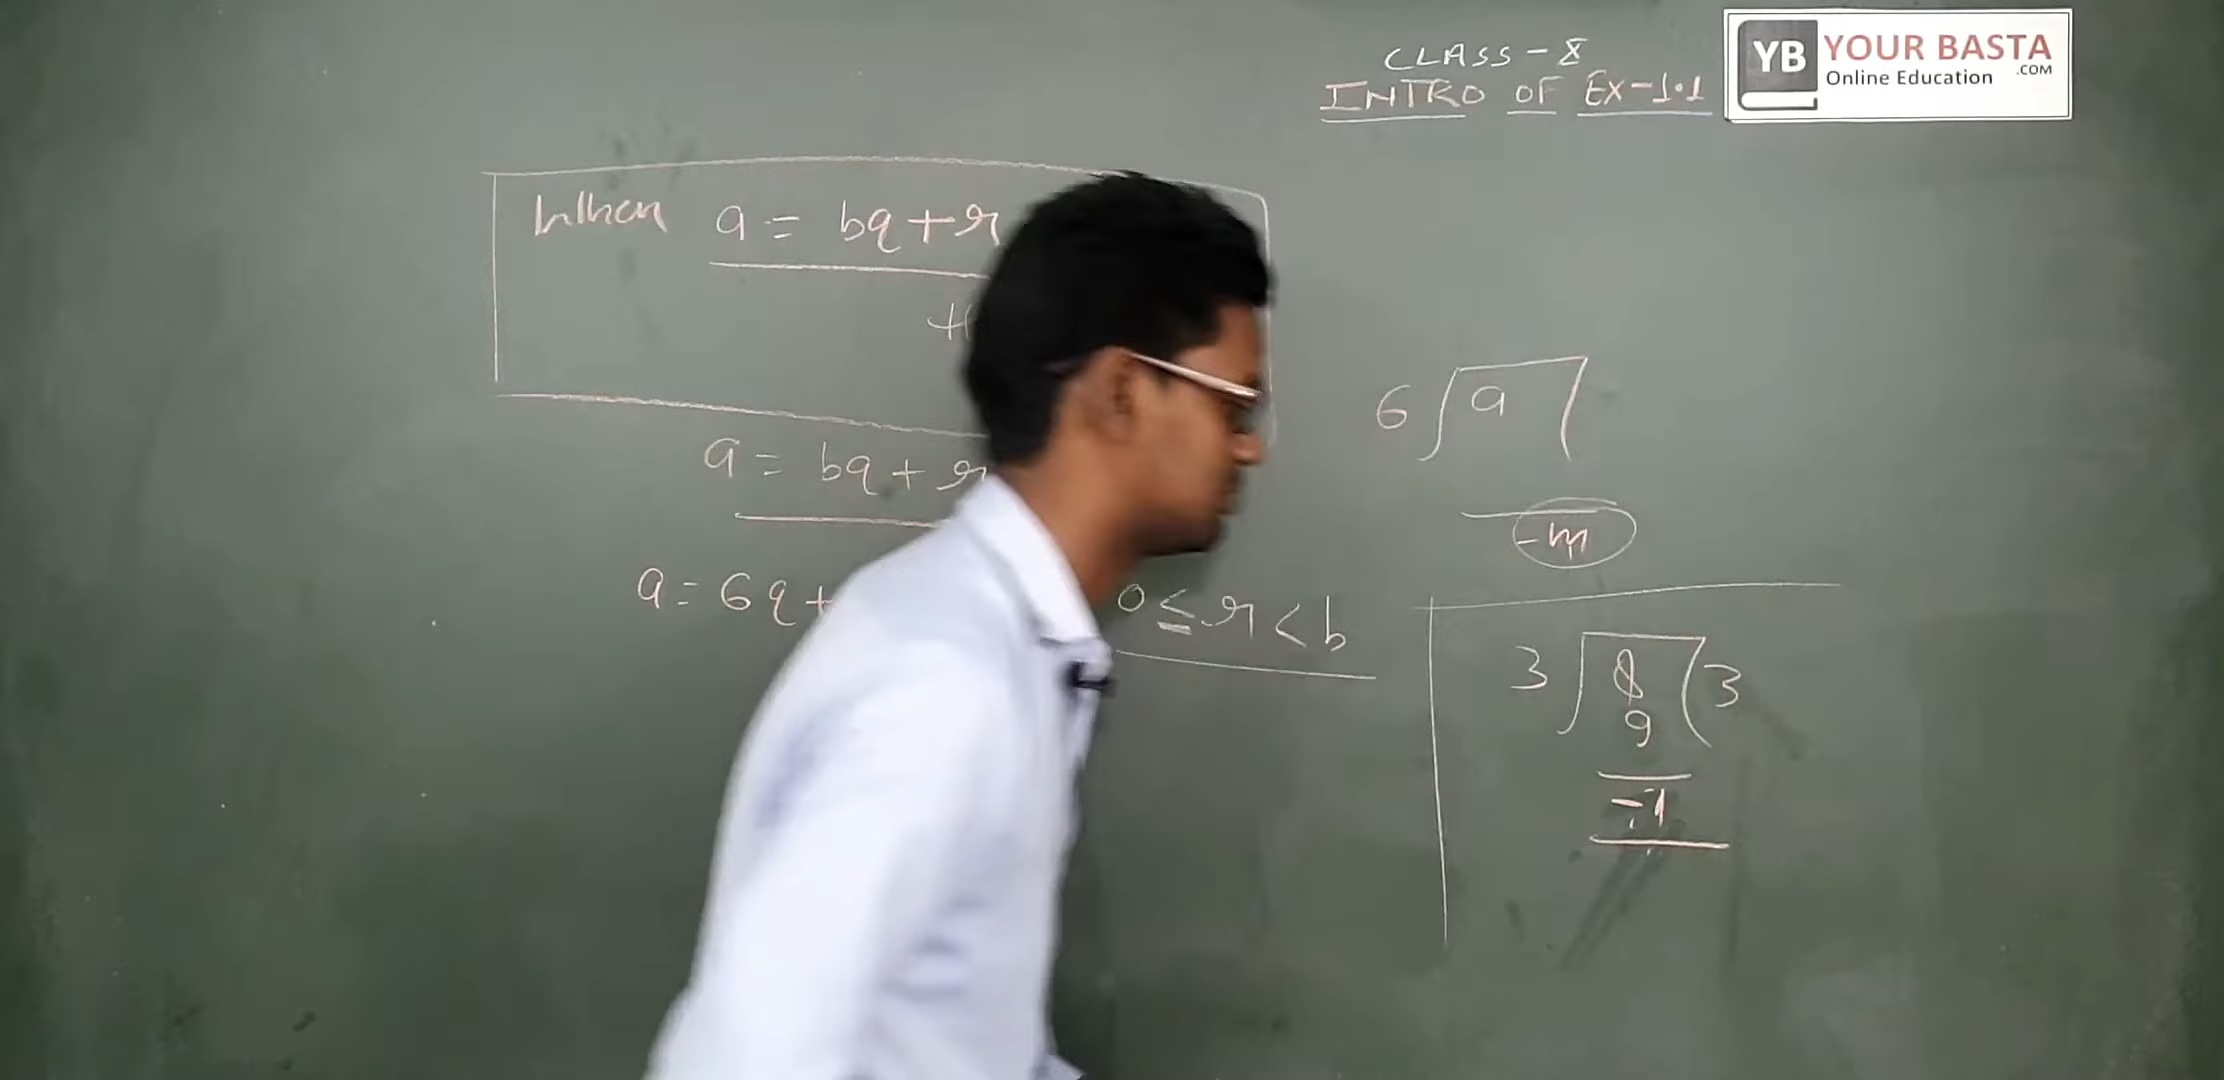 CLASS - X
INTRO OF EX-1.1
YB YOUR BASTA
.COM
Online Education
When a = bq + r
a = bq + r
a = 6q +
0 ≤ r < b
6 a
-m
3 8 3
9
-1